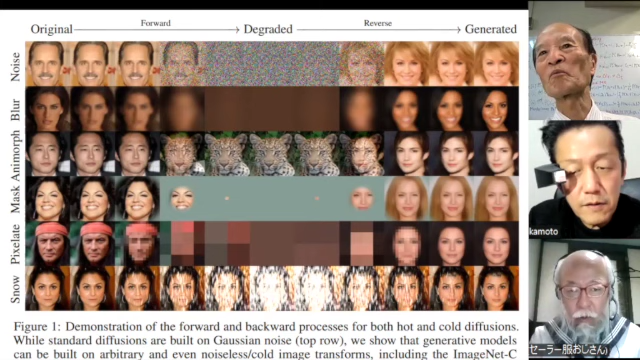 Original
Forward
Degraded
Reverse
Generated
Noise
Blur
Animorph
Mask
Pixelate
Snow
Figure 1: Demonstration of the forward and backward processes for both hot and cold diffusions.
While standard diffusions are built on Gaussian noise (top row), we show that generative models
can be built on arbitrary and even noiseless/cold image transforms, including the ImageNet-C
kamoto
セーラー服おじさん)